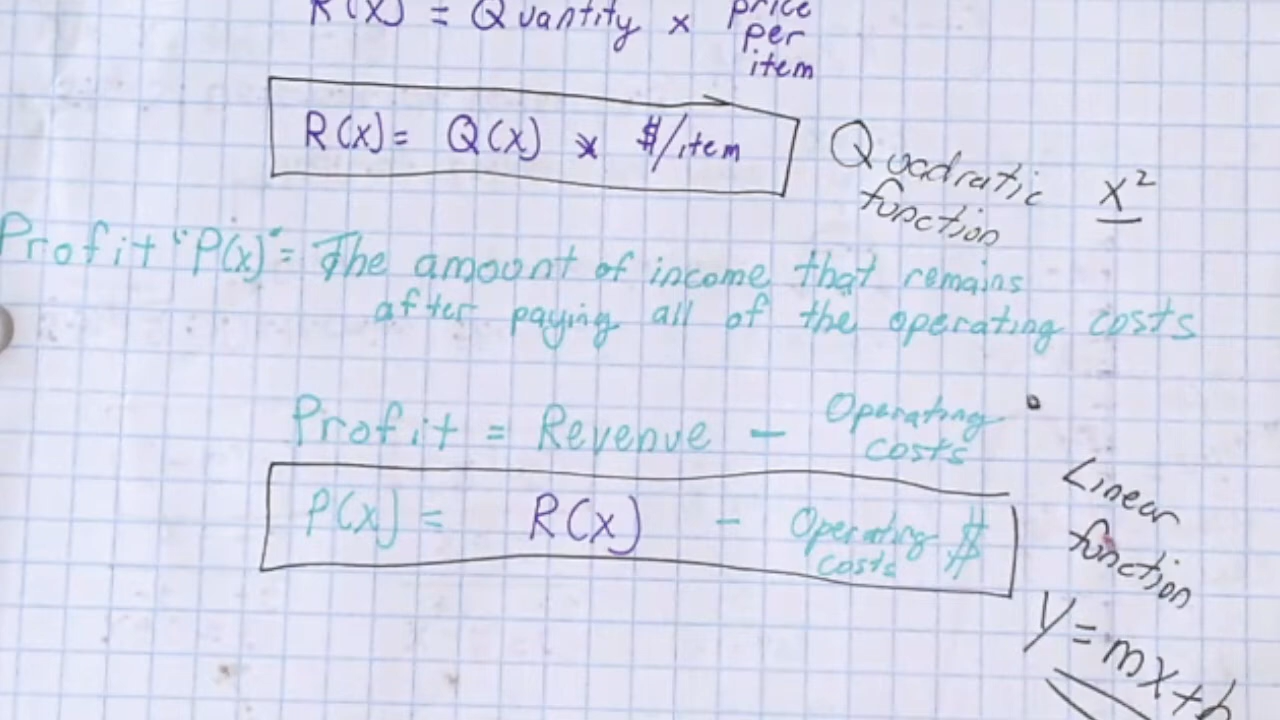 R(x) = Quantity x price
per
item
R(x) = Q(x) * $/item
Quadratic x²
function
Profit "P(x)" = The amount of income that remains
after paying all of the operating costs
Profit = Revenue - Operating
costs
P(x) = R(x) - Operating $
costs
Linear
function
y = mx + b